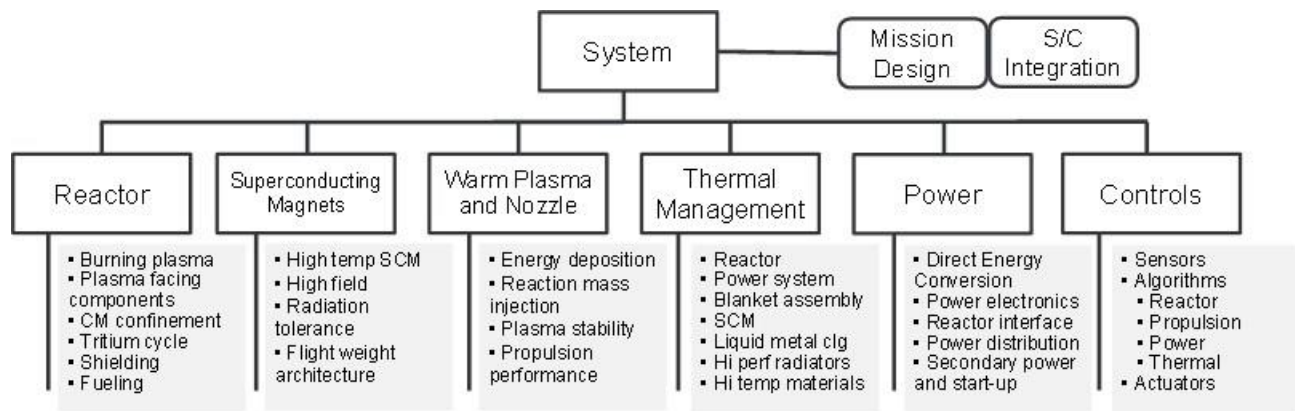 System
Mission
Design
S/C
Integration
Reactor
Superconducting
Magnets
Warm Plasma
and Nozzle
Thermal
Management
Power
Controls
▪ Burning plasma
▪ Plasma facing
components
▪ CM confinement
▪ Tritium cycle
▪ Shielding
▪ Fueling
▪ High temp SCM
▪ High field
▪ Radiation
tolerance
▪ Flight weight
architecture
▪ Energy deposition
▪ Reaction mass
injection
▪ Plasma stability
▪ Propulsion
performance
▪ Reactor
▪ Power system
▪ Blanket assembly
▪ SCM
▪ Liquid metal clg
▪ Hi perf radiators
▪ Hi temp materials
▪ Direct Energy
Conversion
▪ Power electronics
▪ Reactor interface
▪ Power distribution
▪ Secondary power
and start-up
▪ Sensors
▪ Algorithms
▪ Reactor
▪ Propulsion
▪ Power
▪ Thermal
▪ Actuators